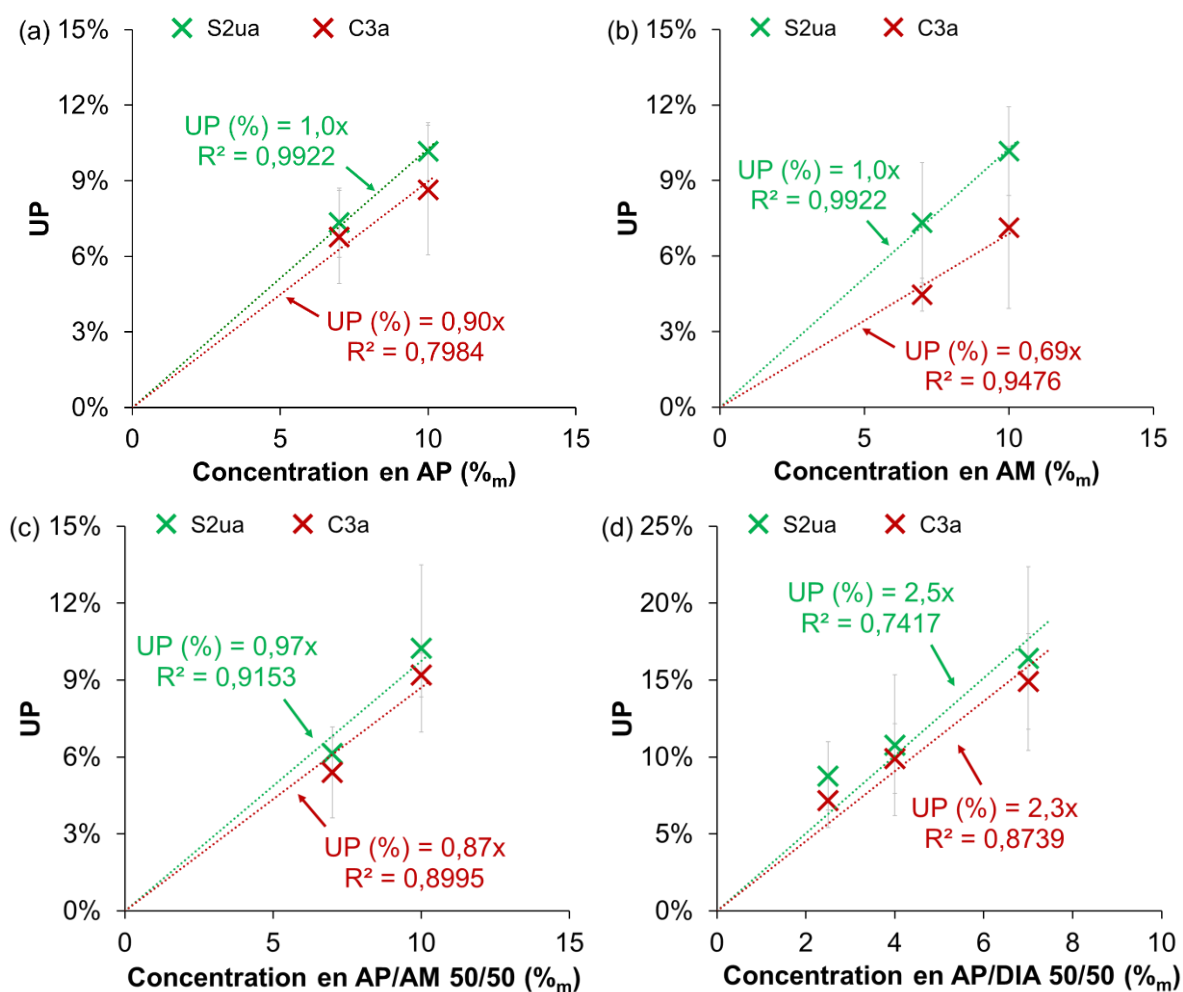 (a)
S2ua
C3a
15%
12%
9%
6%
3%
0%
UP
UP (%) = 1,0x
R² = 0,9922
UP (%) = 0,90x
R² = 0,7984
0
5
10
15
Concentration en AP (%m)
(b)
S2ua
C3a
15%
12%
9%
6%
3%
0%
UP
UP (%) = 1,0x
R² = 0,9922
UP (%) = 0,69x
R² = 0,9476
0
5
10
15
Concentration en AM (%m)
(c)
S2ua
C3a
15%
12%
9%
6%
3%
0%
UP
UP (%) = 0,97x
R² = 0,9153
UP (%) = 0,87x
R² = 0,8995
0
5
10
15
Concentration en AP/AM 50/50 (%m)
(d)
S2ua
C3a
25%
20%
15%
10%
5%
0%
UP
UP (%) = 2,5x
R² = 0,7417
UP (%) = 2,3x
R² = 0,8739
0
2
4
6
8
10
Concentration en AP/DIA 50/50 (%m)